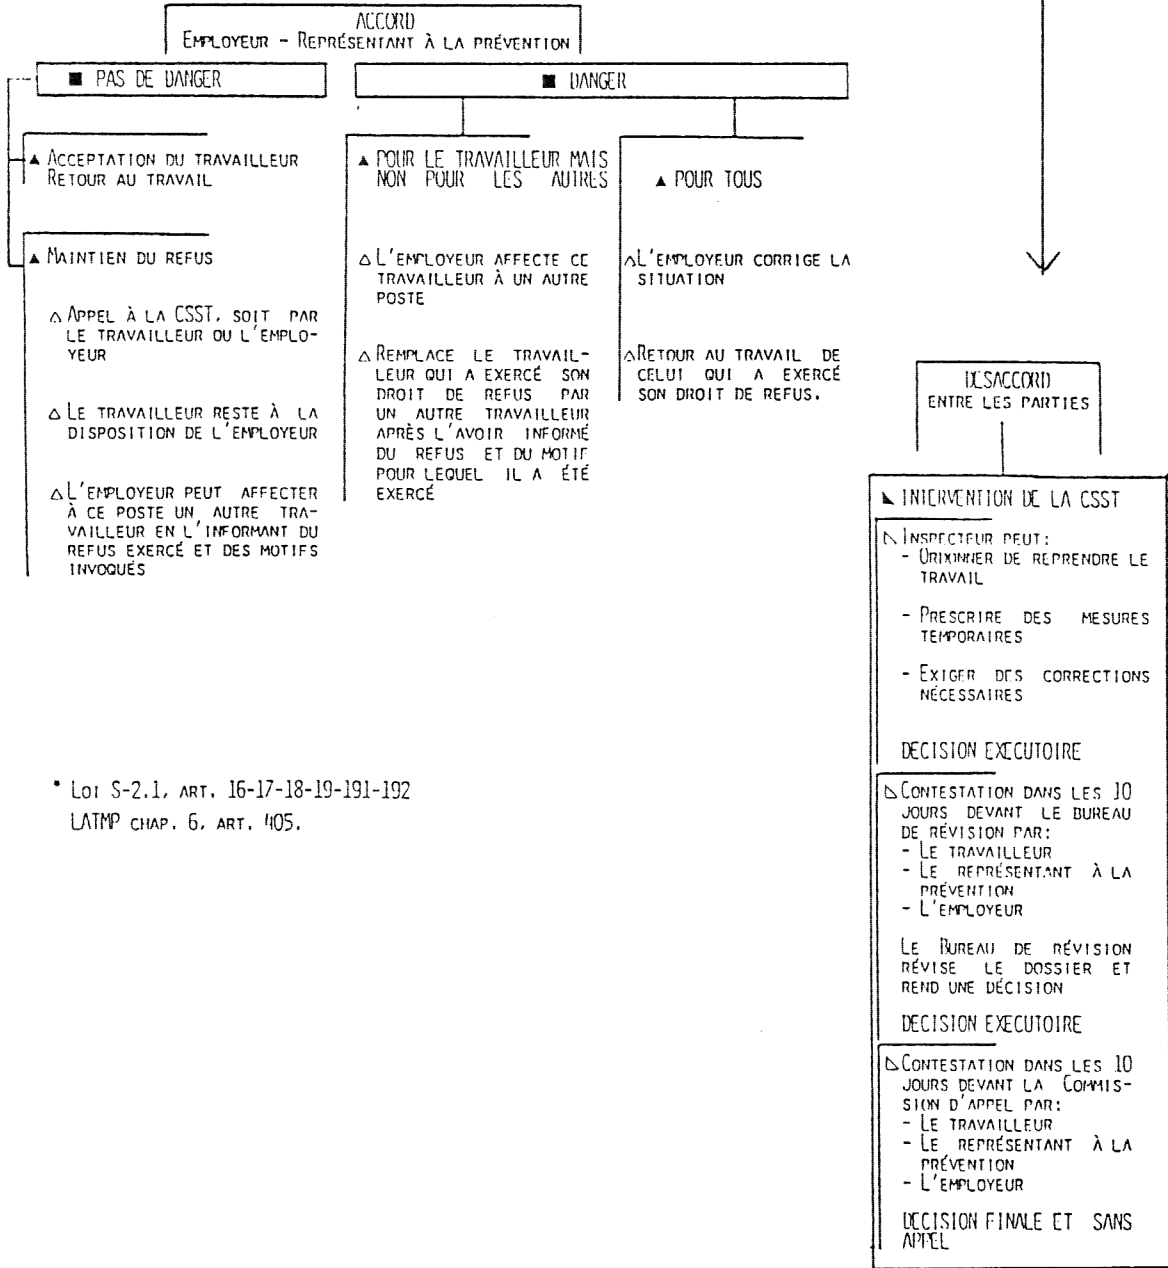 ACCORD
EMPLOYEUR - REPRÉSENTANT À LA PRÉVENTION
■ PAS DE DANGER
■ DANGER
▲ ACCEPTATION DU TRAVAILLEUR
RETOUR AU TRAVAIL
▲ MAINTIEN DU REFUS
△ APPEL À LA CSST, SOIT PAR
LE TRAVAILLEUR OU L'EMPLO-
YEUR
△ LE TRAVAILLEUR RESTE À LA
DISPOSITION DE L'EMPLOYEUR
△ L'EMPLOYEUR PEUT AFFECTER
À CE POSTE UN AUTRE TRA-
VAILLEUR EN L'INFORMANT DU
REFUS EXERCÉ ET DES MOTIFS
INVOQUÉS
▲ POUR LE TRAVAILLEUR MAIS
NON POUR LES AUTRES
△ L'EMPLOYEUR AFFECTE CE
TRAVAILLEUR À UN AUTRE
POSTE
△ REMPLACE LE TRAVAIL-
LEUR QUI A EXERCÉ SON
DROIT DE REFUS PAR
UN AUTRE TRAVAILLEUR
APRÈS L'AVOIR INFORMÉ
DU REFUS ET DU MOTIF
POUR LEQUEL IL A ÉTÉ
EXERCÉ
▲ POUR TOUS
△ L'EMPLOYEUR CORRIGE LA
SITUATION
△ RETOUR AU TRAVAIL DE
CELUI QUI A EXERCÉ
SON DROIT DE REFUS.
DÉSACCORD
ENTRE LES PARTIES
◣ INTERVENTION DE LA CSST
◺ INSPECTEUR PEUT:
- ORDONNER DE REPRENDRE LE
TRAVAIL
- PRESCRIRE DES MESURES
TEMPORAIRES
- EXIGER DES CORRECTIONS
NÉCESSAIRES
DECISION EXECUTOIRE
◺ CONTESTATION DANS LES 10
JOURS DEVANT LE BUREAU
DE RÉVISION PAR:
- LE TRAVAILLEUR
- LE REPRÉSENTANT À LA
PRÉVENTION
- L'EMPLOYEUR
LE BUREAU DE RÉVISION
RÉVISE LE DOSSIER ET
REND UNE DÉCISION
DECISION EXECUTOIRE
◺ CONTESTATION DANS LES 10
JOURS DEVANT LA COMMIS-
SION D'APPEL PAR:
- LE TRAVAILLEUR
- LE REPRÉSENTANT À LA
PRÉVENTION
- L'EMPLOYEUR
DECISION FINALE ET SANS
APPEL
* LOI S-2.1, ART. 16-17-18-19-191-192
LATMP CHAP. 6, ART. 405.